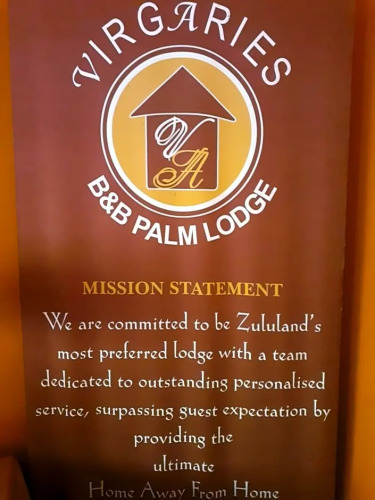 VIRGARIES
VA
B&B PALM LODGE
MISSION STATEMENT
We are committed to be Zululand's
most preferred lodge with a team
dedicated to outstanding personalised
service, surpassing guest expectation by
providing the
ultimate
Home Away From Home